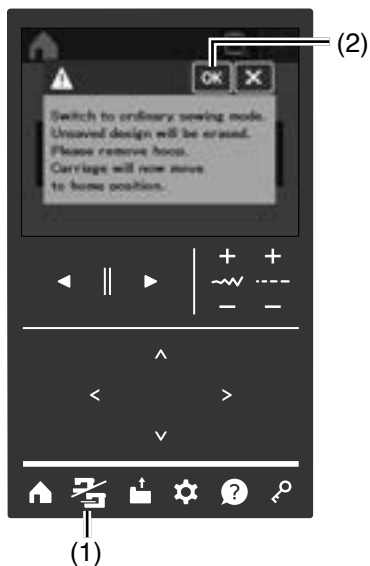 (2)
OK X
Switch to ordinary sewing mode.
Unsaved design will be erased.
Please remove hoop.
Carriage will now move
to home position.
(1)